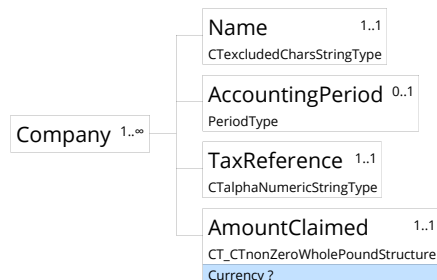 Name 1..1
CTexcludedCharsStringType
AccountingPeriod 0..1
PeriodType
Company 1..∞
TaxReference 1..1
CTalphaNumericStringType
AmountClaimed 1..1
CT_CTnonZeroWholePoundStructure
Currency ?